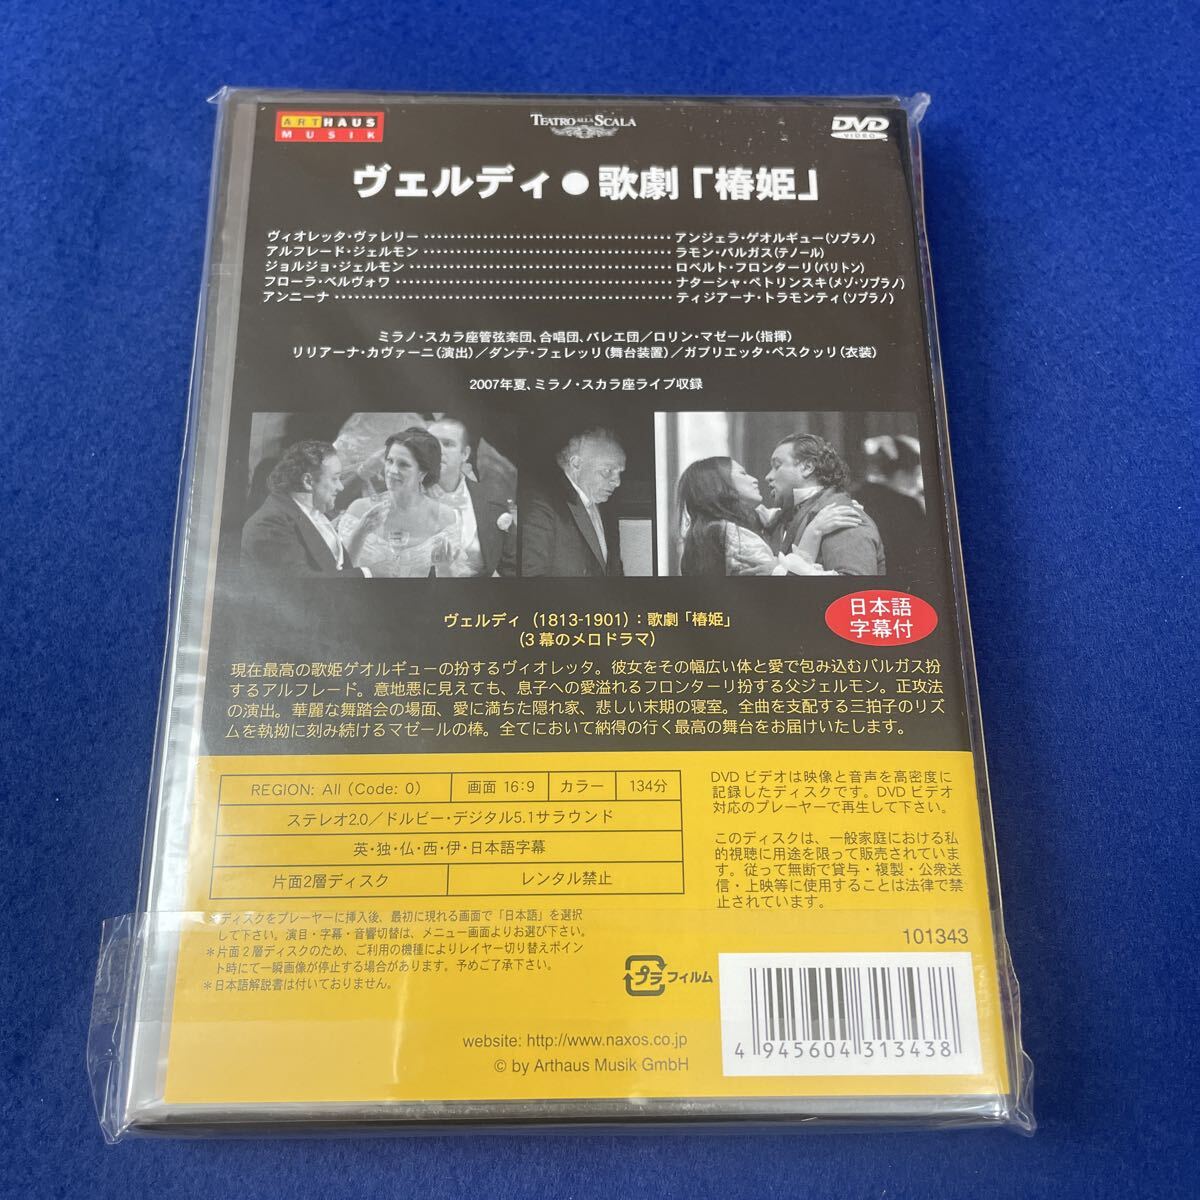 ARTHAUS
MUSIK
TEATRO ALLA SCALA
DVD
VIDEO
ヴェルディ●歌劇「椿姫」
ヴィオレッタ・ヴァレリー ………… アンジェラ・ゲオルギュー(ソプラノ)
アルフレード・ジェルモン ………… ラモン・バルガス(テノール)
ジョルジョ・ジェルモン ………… ロベルト・フロンターリ(バリトン)
フローラ・ベルヴォワ ………… ナターシャ・ペトリンスキ(メゾ・ソプラノ)
アンニーナ ………… ティジアーナ・トラモンティ(ソプラノ)
ミラノ・スカラ座管弦楽団、合唱団、バレエ団／ロリン・マゼール(指揮)
リリアーナ・カヴァーニ(演出)／ダンテ・フェレッリ(舞台装置)／ガブリエッタ・ペスクッリ(衣装)
2007年夏、ミラノ・スカラ座ライブ収録
日本語
字幕付
ヴェルディ (1813-1901)：歌劇「椿姫」
(3幕のメロドラマ)
現在最高の歌姫ゲオルギューの扮するヴィオレッタ。彼女をその幅広い体と愛で包み込むバルガス扮
するアルフレード。意地悪に見えても、息子への愛溢れるフロンターリ扮する父ジェルモン。正攻法
の演出。華麗な舞踏会の場面、愛に満ちた隠れ家、悲しい末期の寝室。全曲を支配する三拍子のリズ
ムを執拗に刻み続けるマゼールの棒。全てにおいて納得の行く最高の舞台をお届けいたします。
REGION: All (Code: 0) 画面 16:9 カラー 134分
ステレオ2.0／ドルビー・デジタル5.1サラウンド
英・独・仏・西・伊・日本語字幕
片面2層ディスク レンタル禁止
＊ディスクをプレーヤーに挿入後、最初に現れる画面で「日本語」を選択
して下さい。演目・字幕・音響切替は、メニュー画面よりお選び下さい。
＊片面2層ディスクのため、ご利用の機種によりレイヤー切り替えポイン
ト時にて一瞬画像が停止する場合があります。予めご了承下さい。
＊日本語解説書は付いておりません。
DVDビデオは映像と音声を高密度に
記録したディスクです。DVDビデオ
対応のプレーヤーで再生して下さい。
このディスクは、一般家庭における私
的視聴に用途を限って販売されていま
す。従って無断で貸与・複製・公衆送
信・上映等に使用することは法律で禁
止されています。
101343
プラ フィルム
website: http://www.naxos.co.jp
© by Arthaus Musik GmbH
4 945604 313438